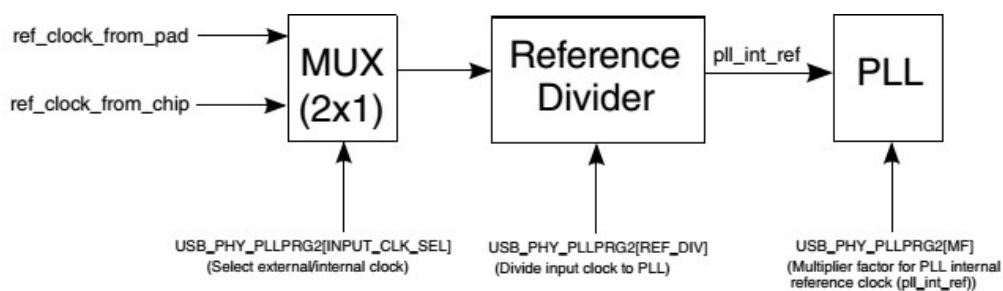 ref_clock_from_pad
ref_clock_from_chip
MUX
(2x1)
Reference
Divider
pll_int_ref
PLL
USB_PHY_PLLPRG2[INPUT_CLK_SEL]
(Select external/internal clock)
USB_PHY_PLLPRG2[REF_DIV]
(Divide input clock to PLL)
USB_PHY_PLLPRG2[MF]
(Multiplier factor for PLL internal
reference clock (pll_int_ref))